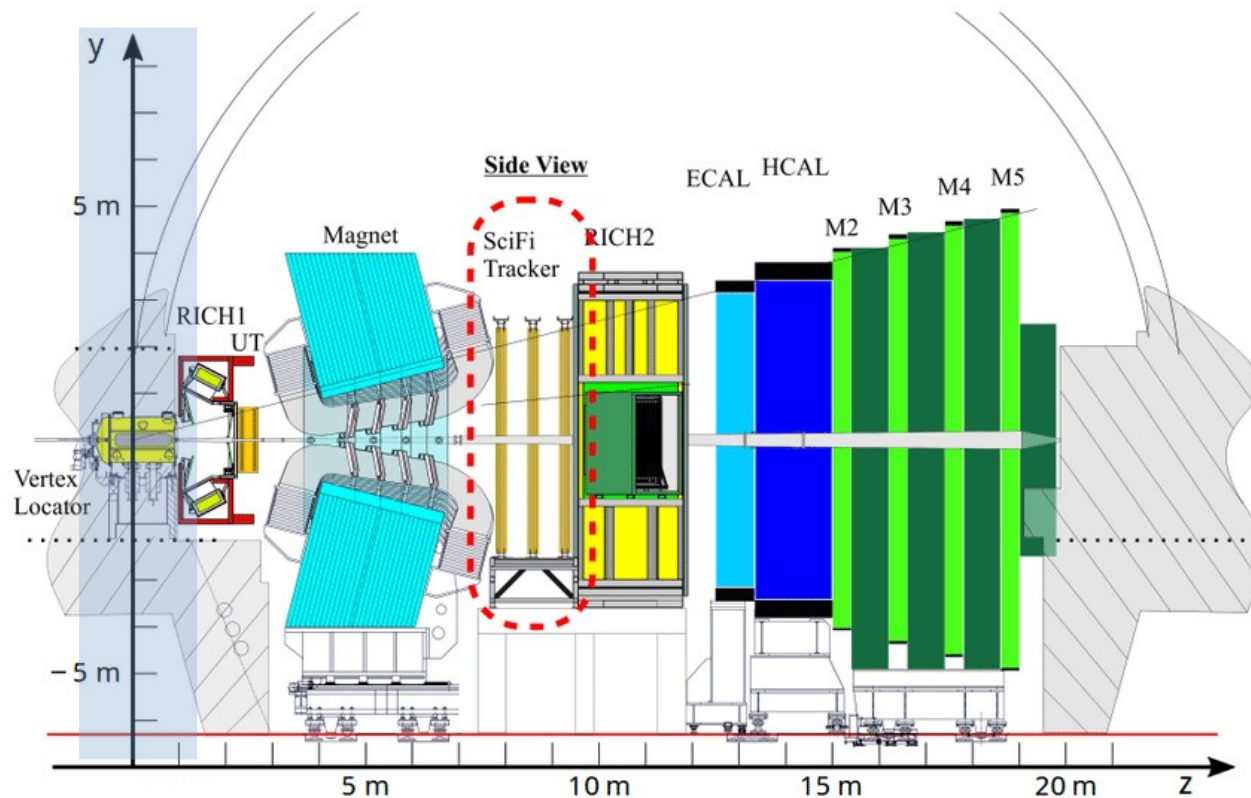 y
5 m
Side View
ECAL
HCAL
M5
M4
M3
M2
Magnet
SciFi
Tracker
RICH2
RICH1
UT
Vertex
Locator
− 5 m
5 m
10 m
15 m
20 m
z